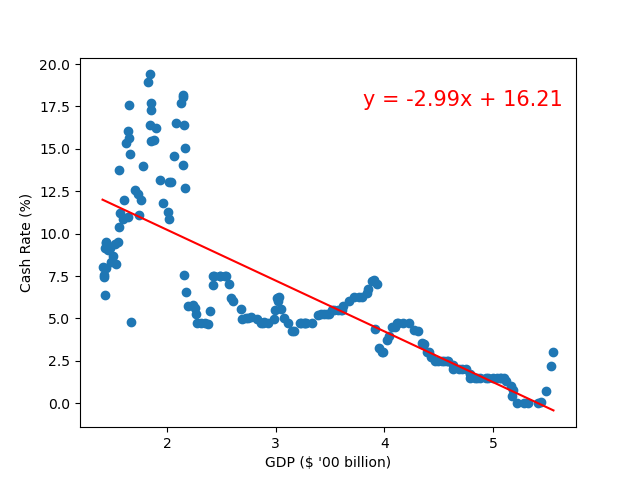 y = -2.99x + 16.21
20.0
17.5
15.0
12.5
10.0
7.5
5.0
2.5
0.0
Cash Rate (%)
2 3 4 5
GDP ($ '00 billion)